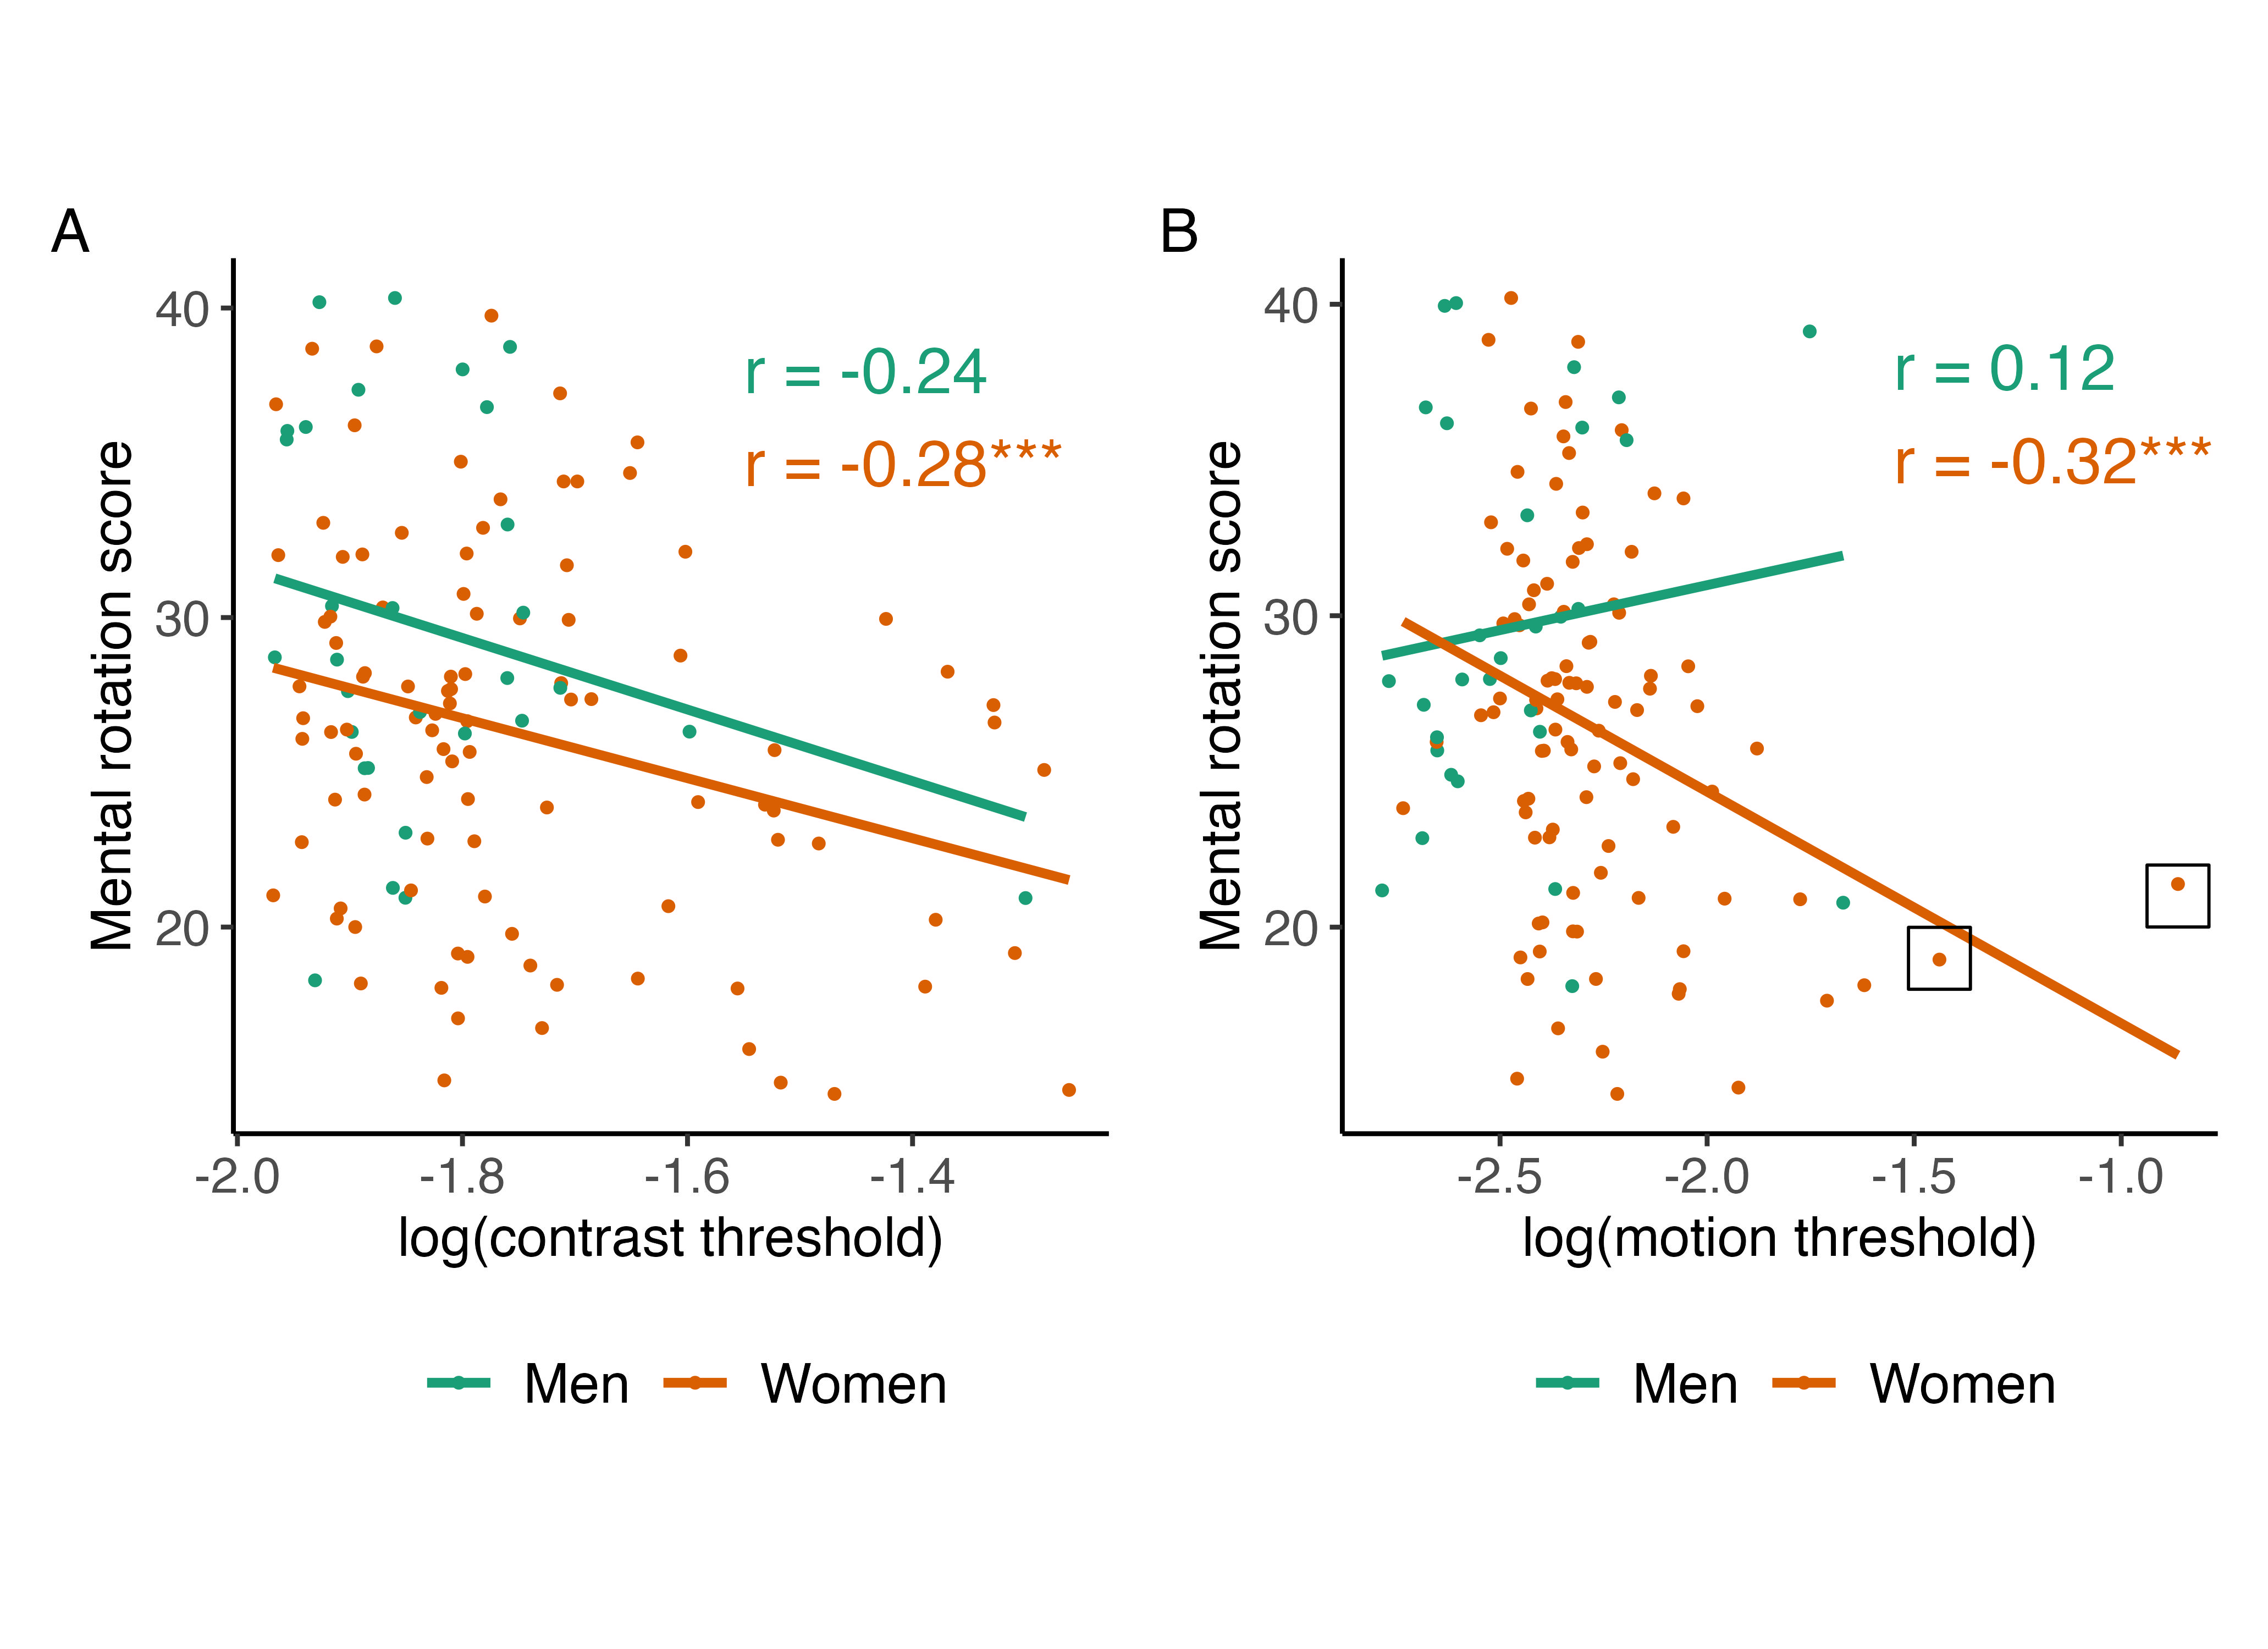 A
B
Mental rotation score
40
30
20
r = -0.24
r = -0.28***
-2.0 -1.8 -1.6 -1.4
log(contrast threshold)
Men Women
Mental rotation score
40
30
20
r = 0.12
r = -0.32***
-2.5 -2.0 -1.5 -1.0
log(motion threshold)
Men Women